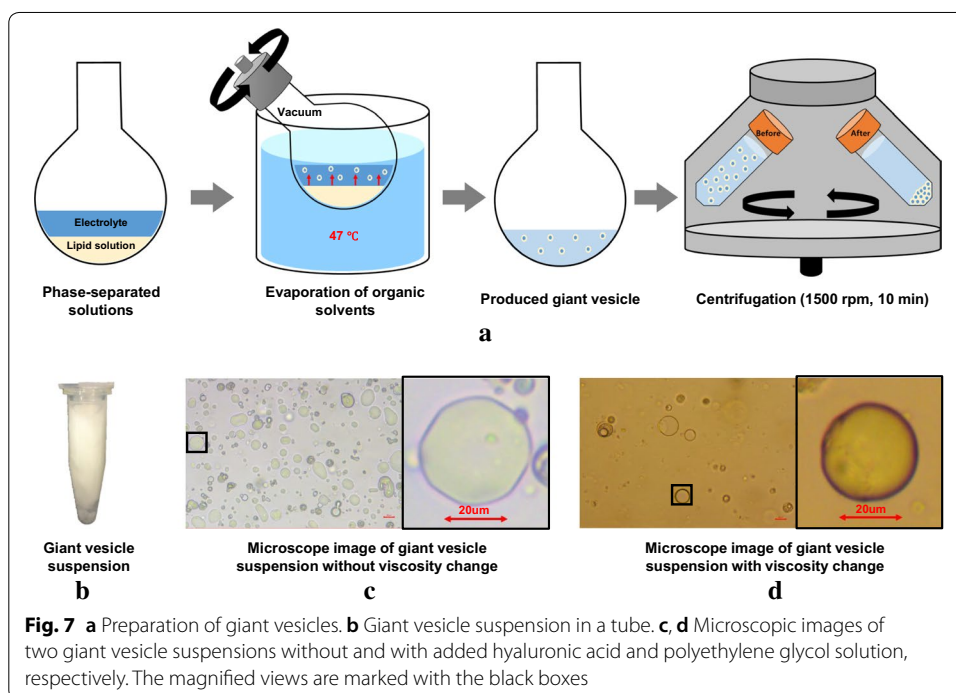 Vacuum
Before
After
Electrolyte
Lipid solution
47 ℃
Phase-separated
solutions
Evaporation of organic
solvents
Produced giant vesicle
Centrifugation (1500 rpm, 10 min)
a
20um
20um
Giant vesicle
suspension
Microscope image of giant vesicle
suspension without viscosity change
Microscope image of giant vesicle
suspension with viscosity change
b
c
d
Fig. 7 a Preparation of giant vesicles. b Giant vesicle suspension in a tube. c, d Microscopic images of
two giant vesicle suspensions without and with added hyaluronic acid and polyethylene glycol solution,
respectively. The magnified views are marked with the black boxes